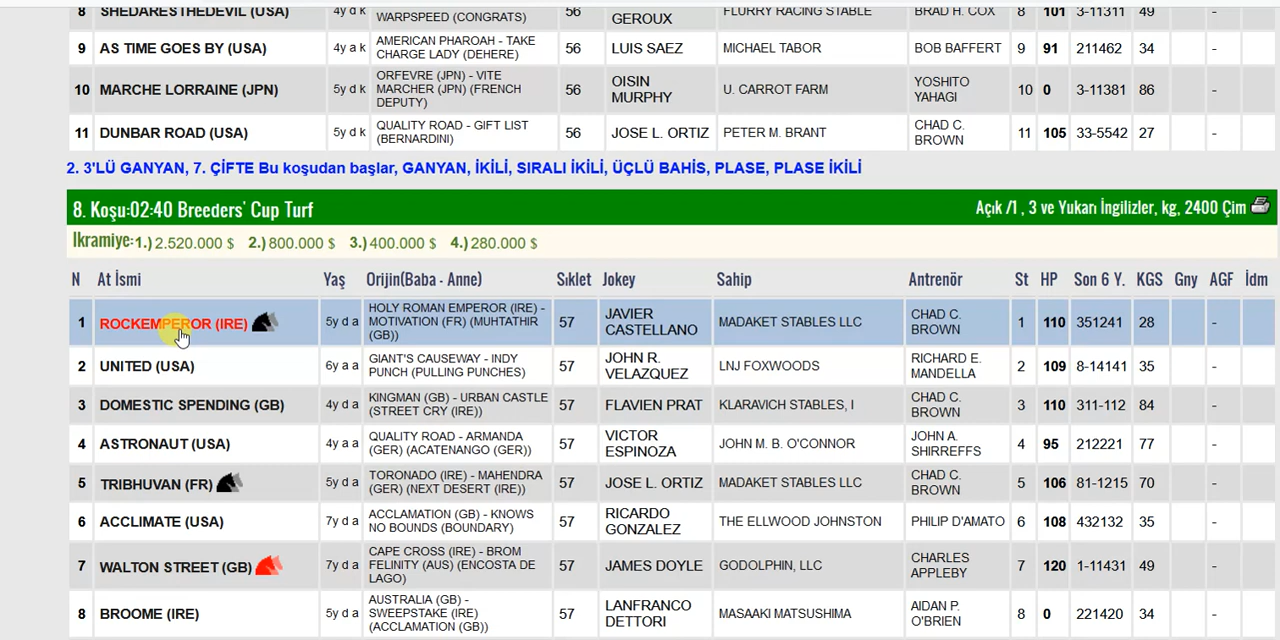 8 SHEDARESTHEDEVIL (USA) 4y d k WARPSPEED (CONGRATS) 56 GEROUX FLURRY RACING STABLE BRAD H. COX 8 101 3-11311 49 -
9 AS TIME GOES BY (USA) 4y a k AMERICAN PHAROAH - TAKE CHARGE LADY (DEHERE) 56 LUIS SAEZ MICHAEL TABOR BOB BAFFERT 9 91 211462 34 -
10 MARCHE LORRAINE (JPN) 5y d k ORFEVRE (JPN) - VITE MARCHER (JPN) (FRENCH DEPUTY) 56 OISIN MURPHY U. CARROT FARM YOSHITO YAHAGI 10 0 3-11381 86 -
11 DUNBAR ROAD (USA) 5y d k QUALITY ROAD - GIFT LIST (BERNARDINI) 56 JOSE L. ORTIZ PETER M. BRANT CHAD C. BROWN 11 105 33-5542 27 -
2. 3'LÜ GANYAN, 7. ÇİFTE Bu koşudan başlar, GANYAN, İKİLİ, SIRALI İKİLİ, ÜÇLÜ BAHİS, PLASE, PLASE İKİLİ
8. Koşu:02:40 Breeders' Cup Turf Açık /1 , 3 ve Yukarı İngilizler, kg, 2400 Çim
Ikramiye:1.) 2.520.000 $ 2.) 800.000 $ 3.) 400.000 $ 4.) 280.000 $
N At İsmi Yaş Orijin(Baba - Anne) Sıklet Jokey Sahip Antrenör St HP Son 6 Y. KGS Gny AGF İdm
1 ROCKEMPEROR (IRE) 5y d a HOLY ROMAN EMPEROR (IRE) - MOTIVATION (FR) (MUHTATHIR (GB)) 57 JAVIER CASTELLANO MADAKET STABLES LLC CHAD C. BROWN 1 110 351241 28 -
2 UNITED (USA) 6y a a GIANT'S CAUSEWAY - INDY PUNCH (PULLING PUNCHES) 57 JOHN R. VELAZQUEZ LNJ FOXWOODS RICHARD E. MANDELLA 2 109 8-14141 35 -
3 DOMESTIC SPENDING (GB) 4y d a KINGMAN (GB) - URBAN CASTLE (STREET CRY (IRE)) 57 FLAVIEN PRAT KLARAVICH STABLES, I CHAD C. BROWN 3 110 311-112 84 -
4 ASTRONAUT (USA) 4y a a QUALITY ROAD - ARMANDA (GER) (ACATENANGO (GER)) 57 VICTOR ESPINOZA JOHN M. B. O'CONNOR JOHN A. SHIRREFFS 4 95 212221 77 -
5 TRIBHUVAN (FR) 5y d a TORONADO (IRE) - MAHENDRA (GER) (NEXT DESERT (IRE)) 57 JOSE L. ORTIZ MADAKET STABLES LLC CHAD C. BROWN 5 106 81-1215 70 -
6 ACCLIMATE (USA) 7y d a ACCLAMATION (GB) - KNOWS NO BOUNDS (BOUNDARY) 57 RICARDO GONZALEZ THE ELLWOOD JOHNSTON PHILIP D'AMATO 6 108 432132 35 -
7 WALTON STREET (GB) 7y d a CAPE CROSS (IRE) - BROM FELINITY (AUS) (ENCOSTA DE LAGO) 57 JAMES DOYLE GODOLPHIN, LLC CHARLES APPLEBY 7 120 1-11431 49 -
8 BROOME (IRE) 5y d a AUSTRALIA (GB) - SWEEPSTAKE (IRE) (ACCLAMATION (GB)) 57 LANFRANCO DETTORI MASAAKI MATSUSHIMA AIDAN P. O'BRIEN 8 0 221420 34 -